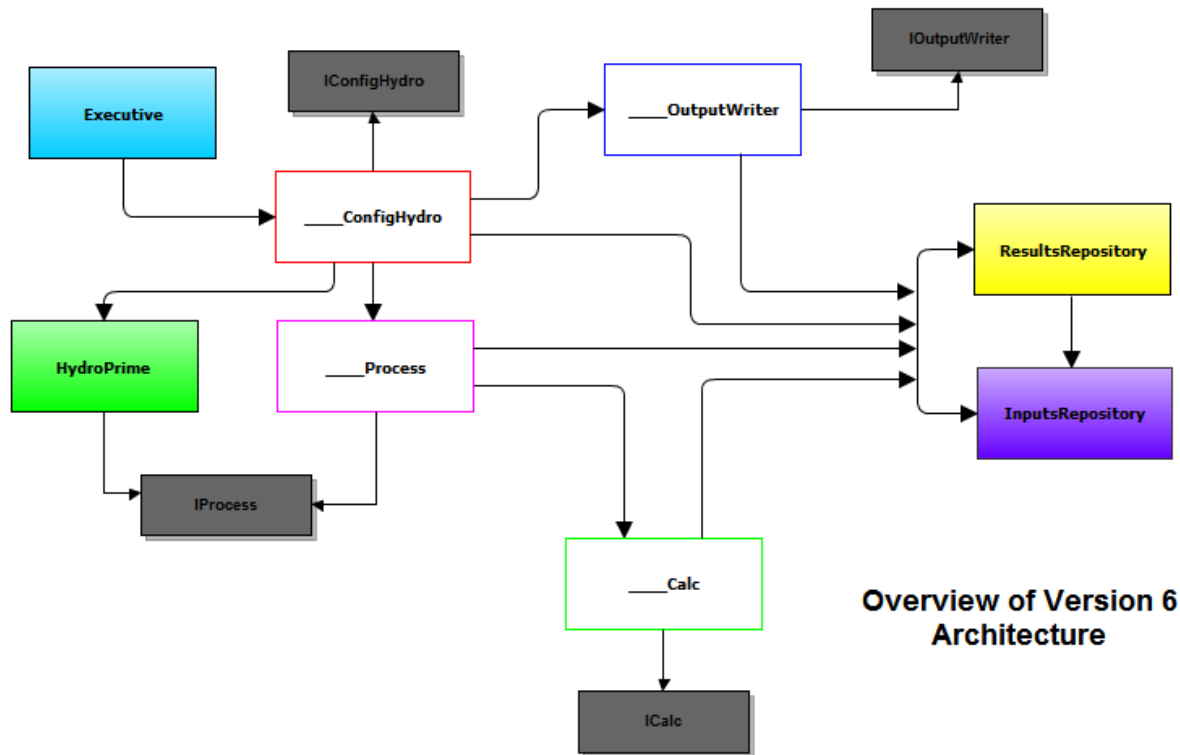 IOutputWriter
IConfigHydro
Executive
____OutputWriter
____ConfigHydro
ResultsRepository
HydroPrime
____Process
InputsRepository
IProcess
____Calc
Overview of Version 6
Architecture
ICalc